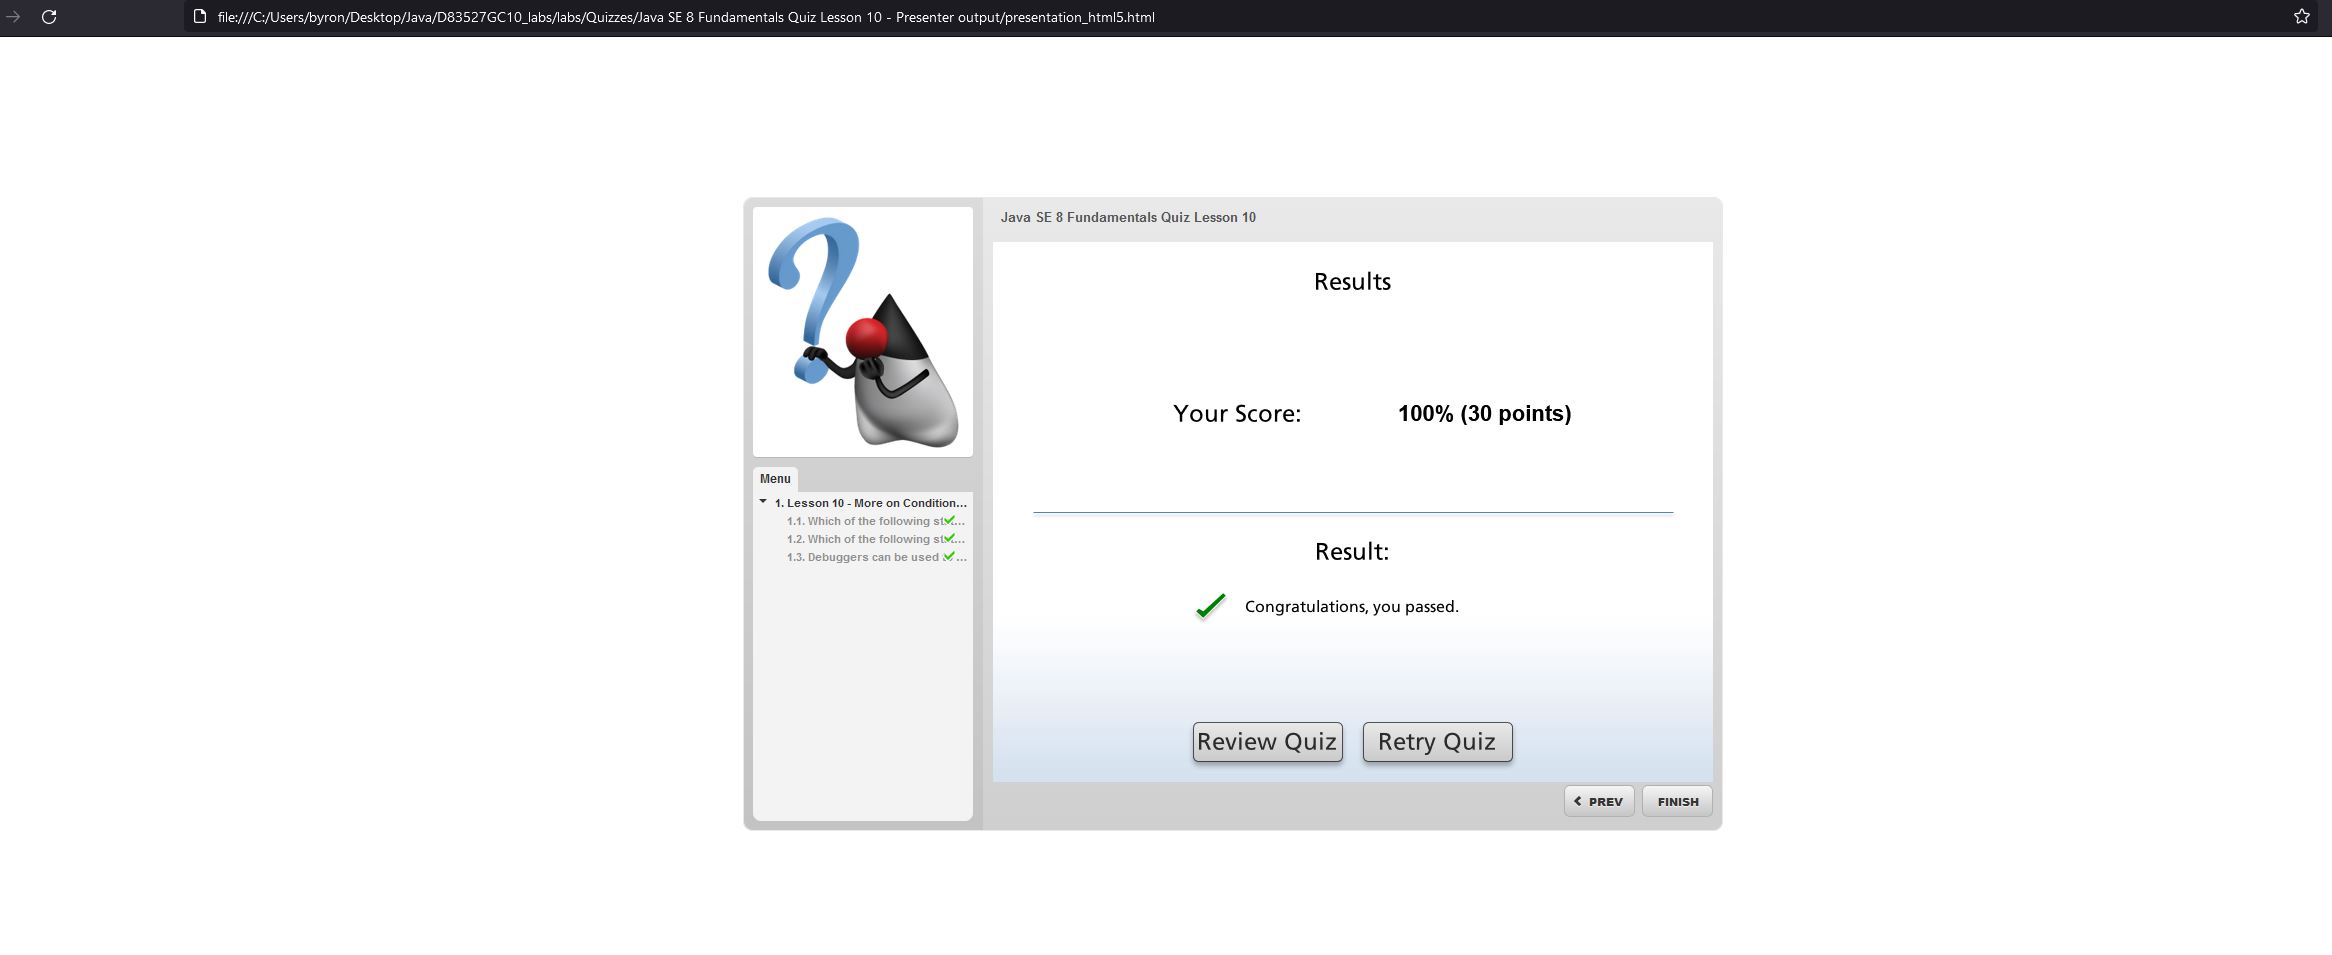 file:///C:/Users/byron/Desktop/Java/D83527GC10_labs/labs/Quizzes/Java SE 8 Fundamentals Quiz Lesson 10 - Presenter output/presentation_html5.html
Java SE 8 Fundamentals Quiz Lesson 10
Results
Your Score: 100% (30 points)
Result:
Congratulations, you passed.
Review Quiz Retry Quiz
PREV FINISH
Menu
1. Lesson 10 - More on Condition...
1.1. Which of the following st...
1.2. Which of the following st...
1.3. Debuggers can be used ...